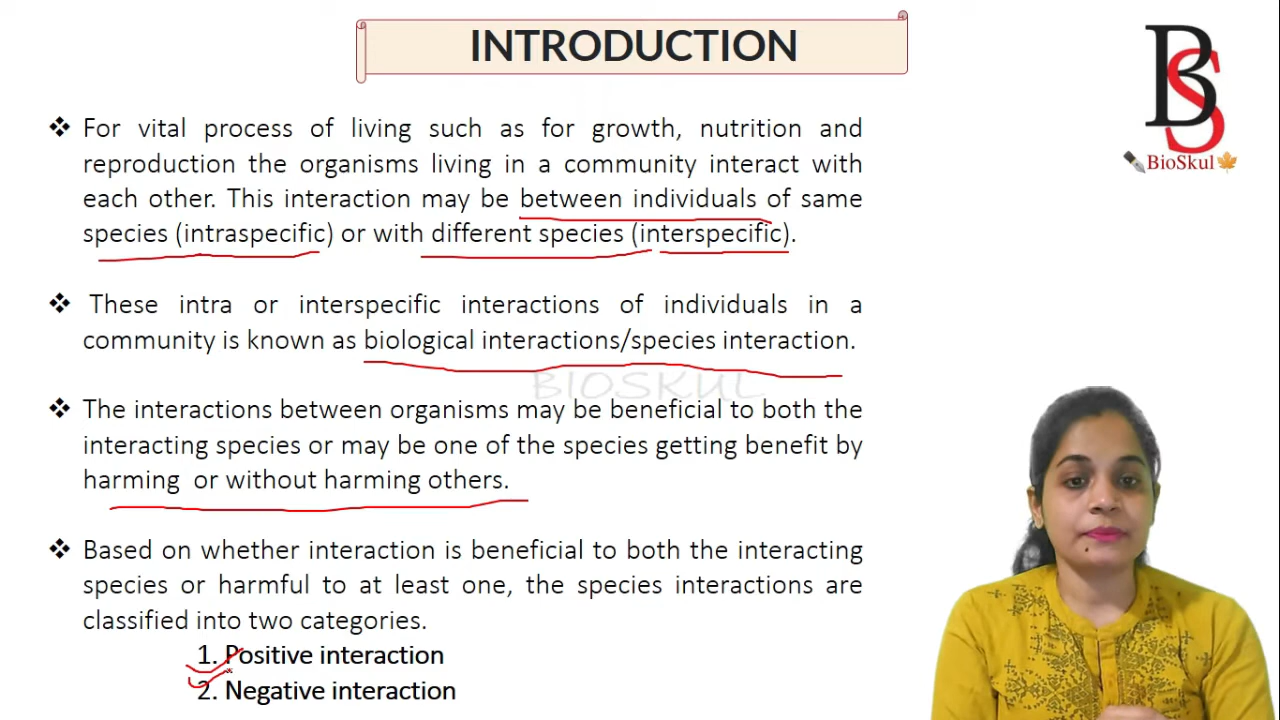 INTRODUCTION
BS
BioSkul
❖ For vital process of living such as for growth, nutrition and
reproduction the organisms living in a community interact with
each other. This interaction may be between individuals of same
species (intraspecific) or with different species (interspecific).
❖ These intra or interspecific interactions of individuals in a
community is known as biological interactions/species interaction.
BIOSKUL
❖ The interactions between organisms may be beneficial to both the
interacting species or may be one of the species getting benefit by
harming or without harming others.
❖ Based on whether interaction is beneficial to both the interacting
species or harmful to at least one, the species interactions are
classified into two categories.
1. Positive interaction
2. Negative interaction